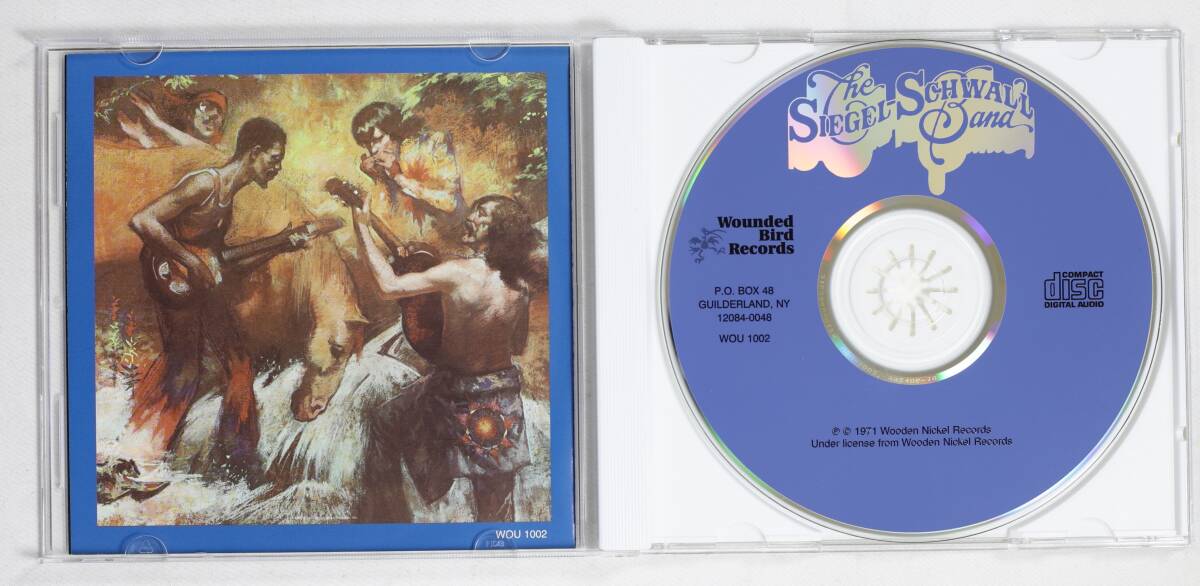 WOU 1002
The
SIEGEL-SCHWALL
Band
Wounded
Bird
Records
P.O. BOX 48
GUILDERLAND, NY
12084-0048
WOU 1002
COMPACT
disc
DIGITAL AUDIO
℗ © 1971 Wooden Nickel Records
Under license from Wooden Nickel Records